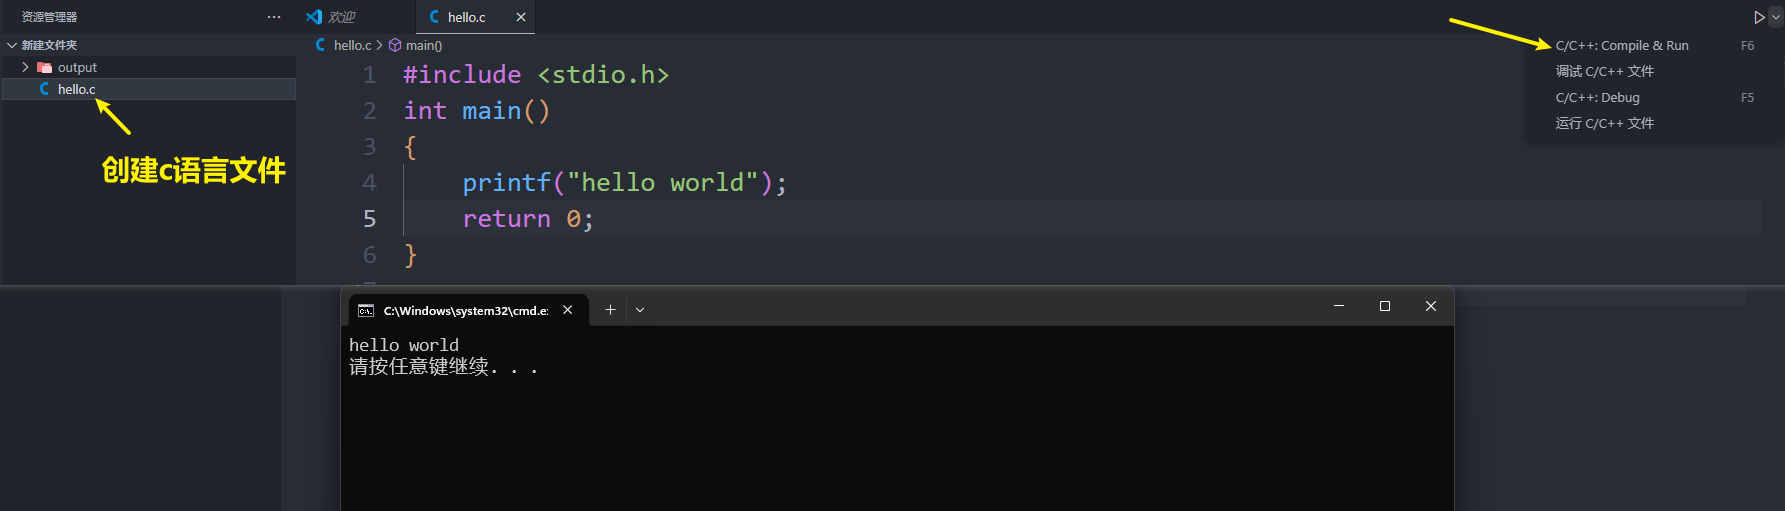 资源管理器
···
欢迎
hello.c
新建文件夹
output
hello.c
创建c语言文件
hello.c > main()
1 #include <stdio.h>
2 int main()
3 {
4 printf("hello world");
5 return 0;
6 }
C/C++: Compile & Run F6
调试 C/C++ 文件
C/C++: Debug F5
运行 C/C++ 文件
C:\Windows\system32\cmd.e
hello world
请按任意键继续. . .